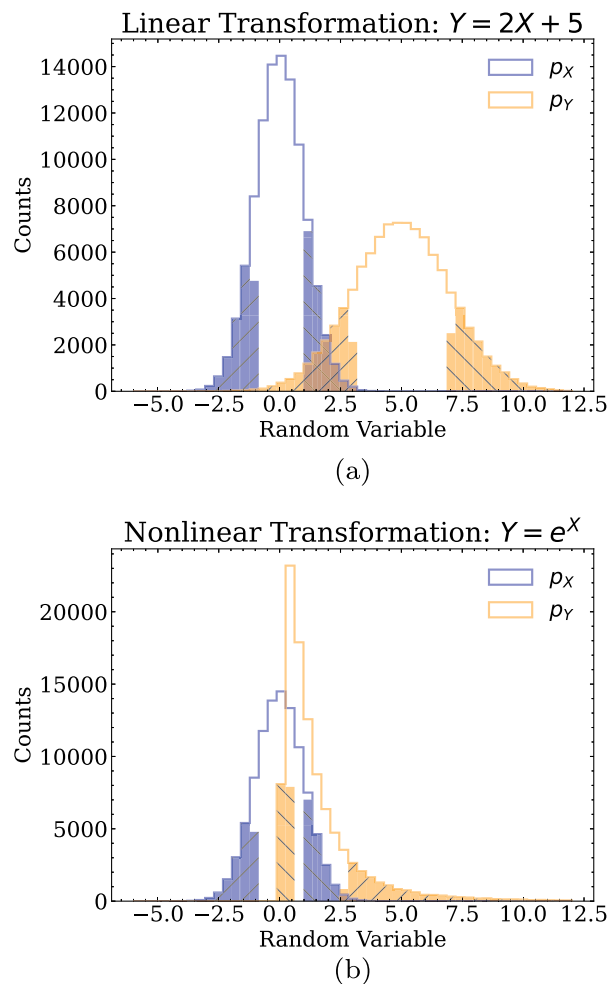 Linear Transformation: Y = 2X + 5
14000
12000
10000
8000
6000
4000
2000
0
Counts
p_X
p_Y
−5.0 −2.5 0.0 2.5 5.0 7.5 10.0 12.5
Random Variable
(a)
Nonlinear Transformation: Y = e^X
20000
15000
10000
5000
0
Counts
p_X
p_Y
−5.0 −2.5 0.0 2.5 5.0 7.5 10.0 12.5
Random Variable
(b)